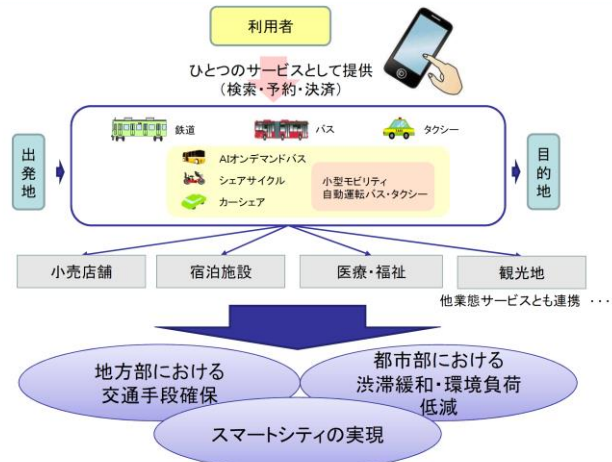 利用者
ひとつのサービスとして提供
（検索・予約・決済）
鉄道
バス
タクシー
出発地
AIオンデマンドバス
シェアサイクル
カーシェア
小型モビリティ
自動運転バス・タクシー
目的地
小売店舗
宿泊施設
医療・福祉
観光地
他業態サービスとも連携 ・・・
地方部における
交通手段確保
都市部における
渋滞緩和・環境負荷
低減
スマートシティの実現